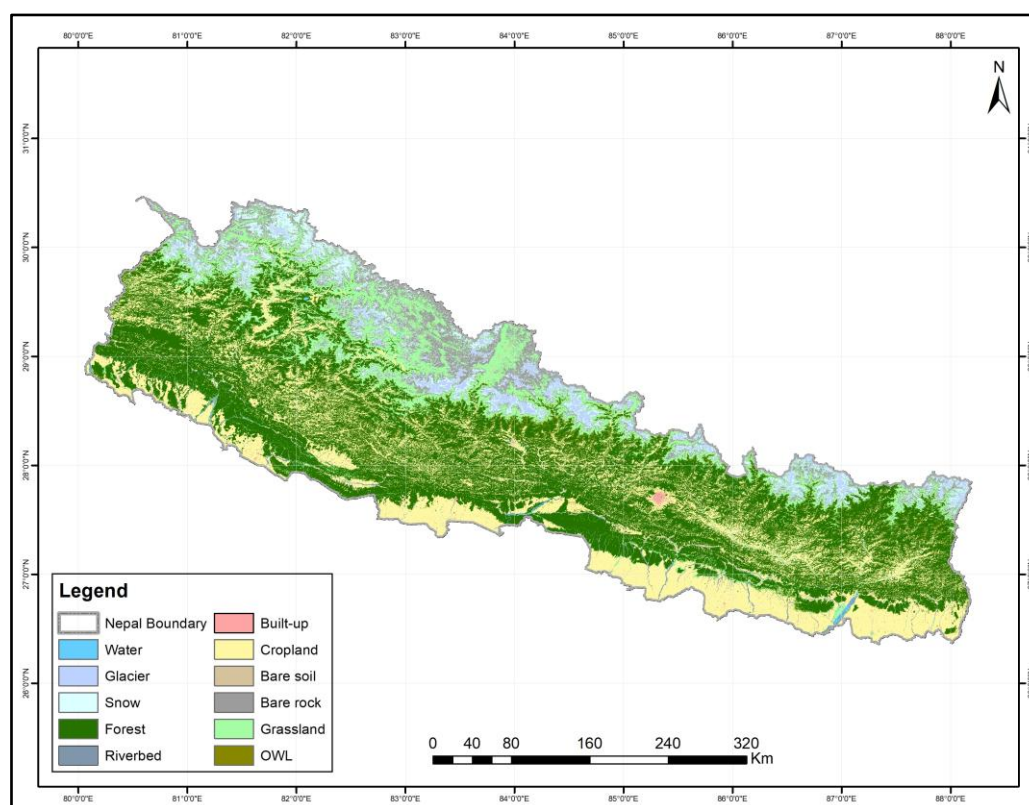 80°0'0"E 81°0'0"E 82°0'0"E 83°0'0"E 84°0'0"E 85°0'0"E 86°0'0"E 87°0'0"E 88°0'0"E
N
31°0'0"N
30°0'0"N
29°0'0"N
28°0'0"N
27°0'0"N
26°0'0"N
Legend
Nepal Boundary
Water
Glacier
Snow
Forest
Riverbed
Built-up
Cropland
Bare soil
Bare rock
Grassland
OWL
0 40 80 160 240 320
Km
80°0'0"E 81°0'0"E 82°0'0"E 83°0'0"E 84°0'0"E 85°0'0"E 86°0'0"E 87°0'0"E 88°0'0"E